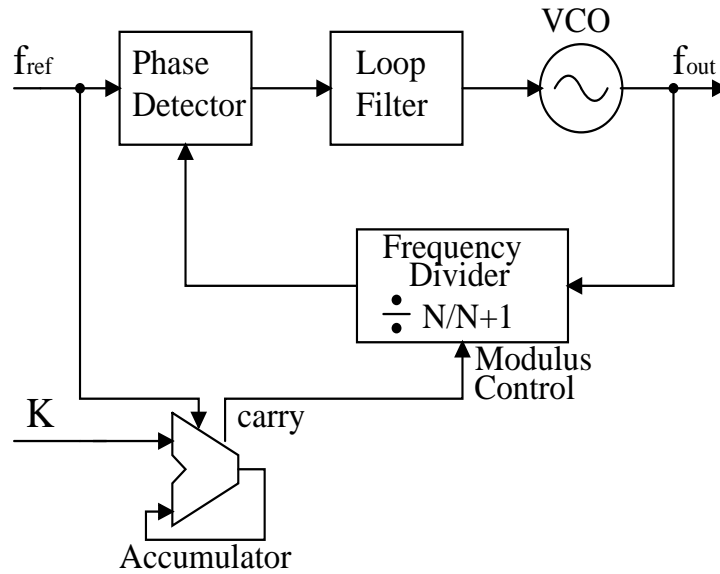 VCO
fref
Phase
Detector
Loop
Filter
fout
Frequency
Divider
÷ N/N+1
Modulus
Control
K
carry
Accumulator